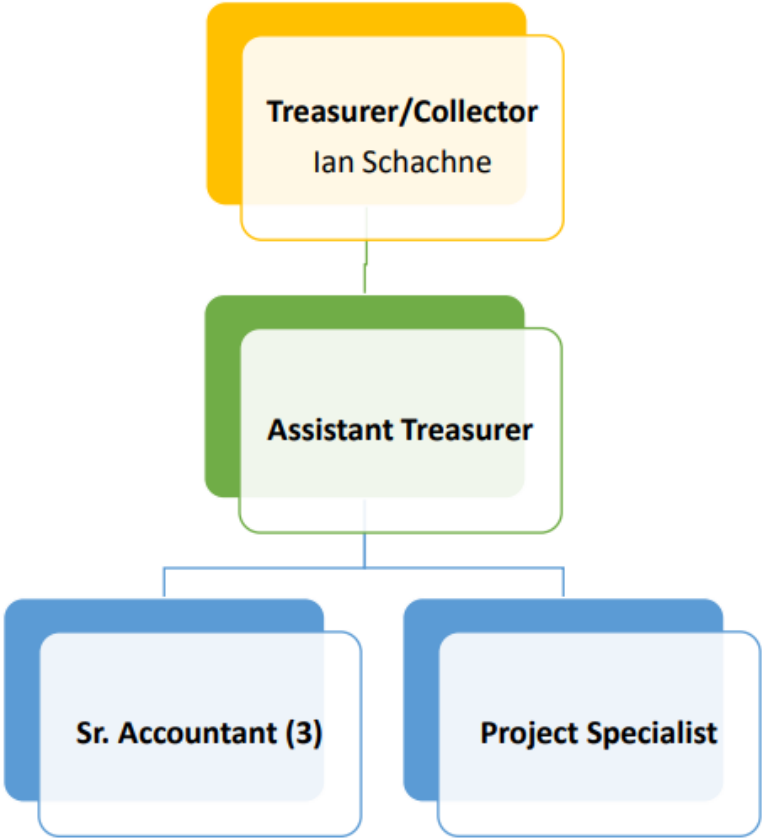 Treasurer/Collector
Ian Schachne
Assistant Treasurer
Sr. Accountant (3)
Project Specialist